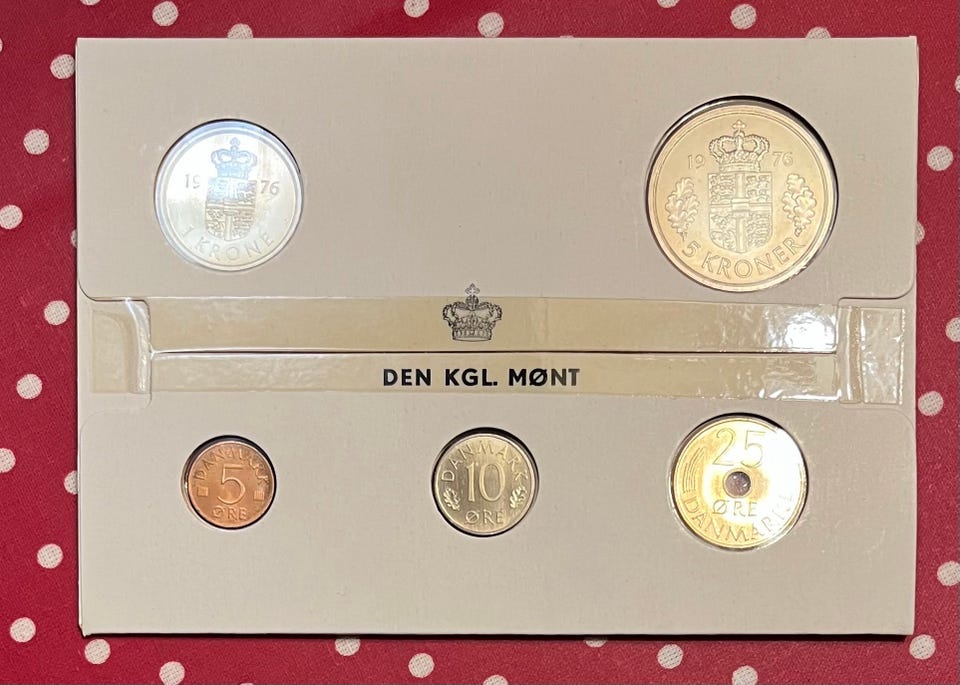 19 76
1 KRONE
19 76
5 KRONER
DEN KGL. MØNT
DANMARK
5
ØRE
DANMARK
10
ØRE
25
ØRE
DANMARK